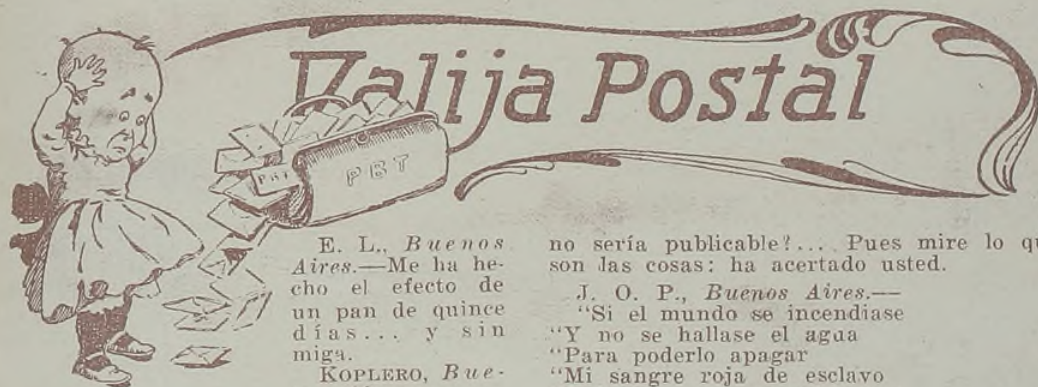 Valija Postal
PBT
PBT
E. L., Buenos
Aires.—Me ha he-
cho el efecto de
un pan de quince
días... y sin
miga.
KOPLERO, Bue-
no sería publicable?... Pues mire lo qu
son las cosas: ha acertado usted.
J. O. P., Buenos Aires.—
“Si el mundo se incendiase
“Y no se hallase el agua
“Para poderlo apagar
“Mi sangre roja de esclavo